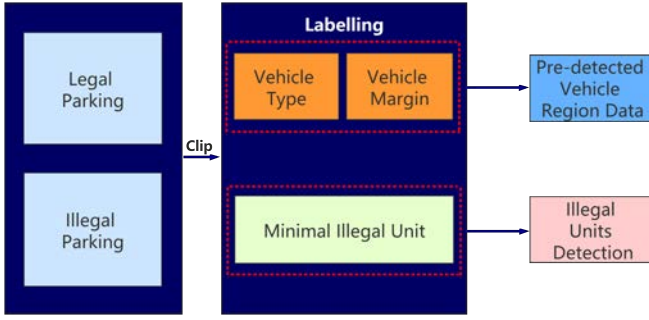 Legal
Parking
Illegal
Parking
Clip
Labelling
Vehicle
Type
Vehicle
Margin
Minimal Illegal Unit
Pre-detected
Vehicle
Region Data
Illegal
Units
Detection